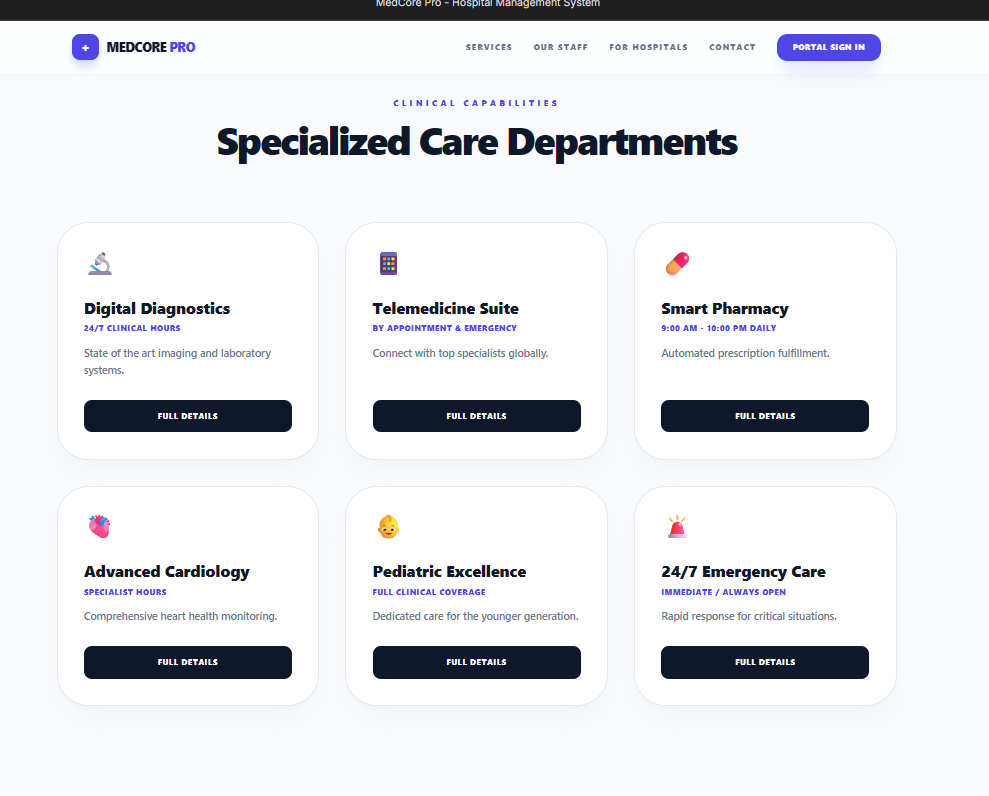 MedCore Pro - Hospital Management System
+ MEDCORE PRO
SERVICES OUR STAFF FOR HOSPITALS CONTACT PORTAL SIGN IN
CLINICAL CAPABILITIES
Specialized Care Departments
Digital Diagnostics
24/7 CLINICAL HOURS
State of the art imaging and laboratory
systems.
FULL DETAILS
Telemedicine Suite
BY APPOINTMENT & EMERGENCY
Connect with top specialists globally.
FULL DETAILS
Smart Pharmacy
9:00 AM - 10:00 PM DAILY
Automated prescription fulfillment.
FULL DETAILS
Advanced Cardiology
SPECIALIST HOURS
Comprehensive heart health monitoring.
FULL DETAILS
Pediatric Excellence
FULL CLINICAL COVERAGE
Dedicated care for the younger generation.
FULL DETAILS
24/7 Emergency Care
IMMEDIATE / ALWAYS OPEN
Rapid response for critical situations.
FULL DETAILS